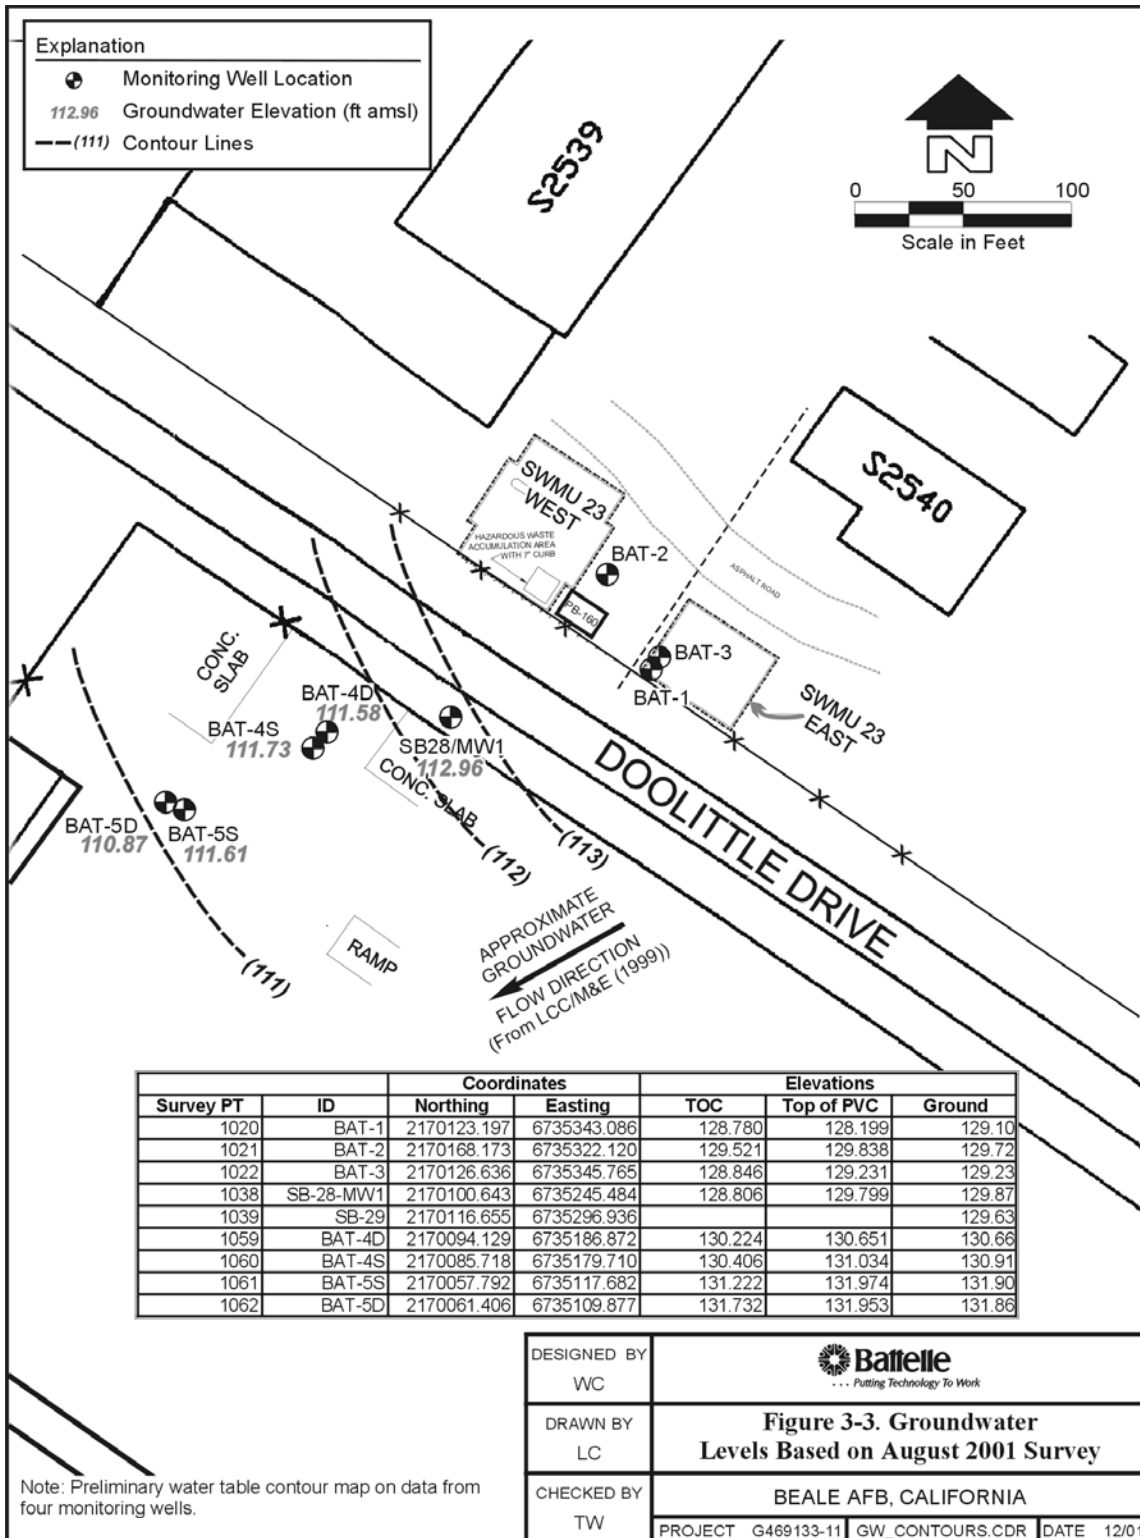 Explanation
Monitoring Well Location
112.96 Groundwater Elevation (ft amsl)
(111) Contour Lines
N
0 50 100
Scale in Feet
S2539
S2540
SWMU 23
WEST
HAZARDOUS WASTE
ACCUMULATION AREA
WITH 7" CURB
PB-160
BAT-2
ASPHALT ROAD
BAT-3
BAT-1
SWMU 23
EAST
CONC.
SLAB
BAT-4D
111.58
BAT-4S
111.73
SB28/MW1
112.96
CONC. SLAB
BAT-5D
110.87
BAT-5S
111.61
(113)
(112)
(111)
DOOLITTLE DRIVE
RAMP
APPROXIMATE
GROUNDWATER
FLOW DIRECTION
(From LCC/M&E (1999))
Coordinates Elevations
Survey PT ID Northing Easting TOC Top of PVC Ground
1020 BAT-1 2170123.197 6735343.086 128.780 128.199 129.10
1021 BAT-2 2170168.173 6735322.120 129.521 129.838 129.72
1022 BAT-3 2170126.636 6735345.765 128.846 129.231 129.23
1038 SB-28-MW1 2170100.643 6735245.484 128.806 129.799 129.87
1039 SB-29 2170116.655 6735296.936 129.63
1059 BAT-4D 2170094.129 6735186.872 130.224 130.651 130.66
1060 BAT-4S 2170085.718 6735179.710 130.406 131.034 130.91
1061 BAT-5S 2170057.792 6735117.682 131.222 131.974 131.90
1062 BAT-5D 2170061.406 6735109.877 131.732 131.953 131.86
Note: Preliminary water table contour map on data from
four monitoring wells.
DESIGNED BY
WC
Battelle
. . . Putting Technology To Work
DRAWN BY
LC
Figure 3-3. Groundwater
Levels Based on August 2001 Survey
CHECKED BY
TW
BEALE AFB, CALIFORNIA
PROJECT G469133-11 GW_CONTOURS.CDR DATE 12/01